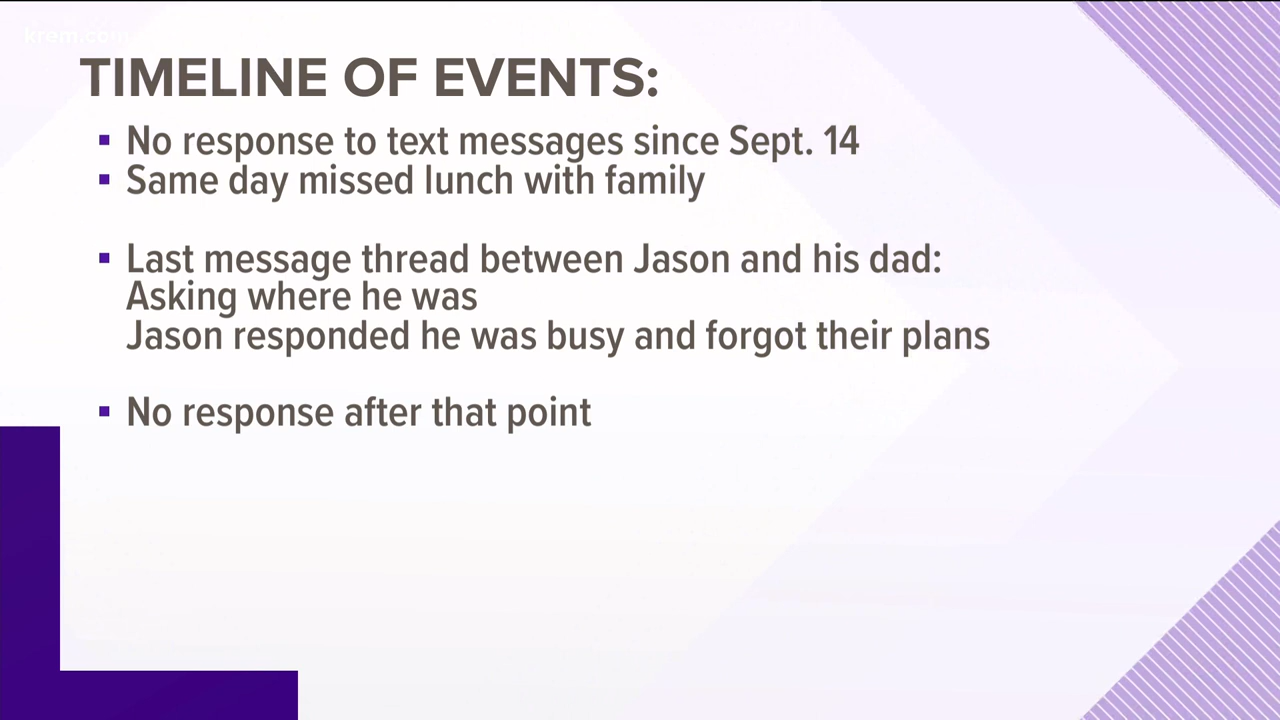 krem.com
TIMELINE OF EVENTS:
▪ No response to text messages since Sept. 14
▪ Same day missed lunch with family
▪ Last message thread between Jason and his dad:
Asking where he was
Jason responded he was busy and forgot their plans
▪ No response after that point